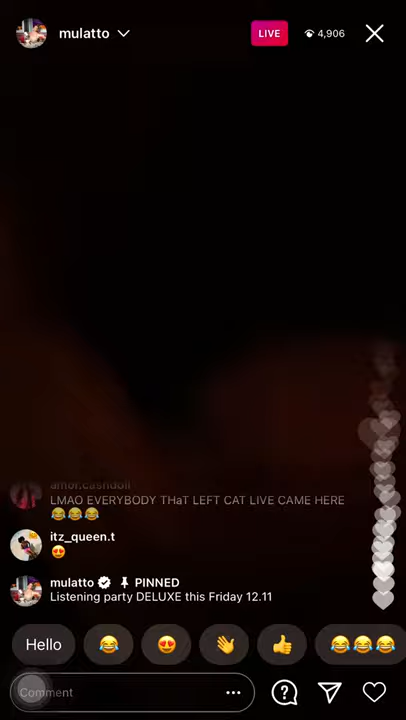 mulatto
LIVE
4,906
amor.cashdoll
LMAO EVERYBODY THaT LEFT CAT LIVE CAME HERE
😂😂😂
itz_queen.t
😍
mulatto PINNED
Listening party DELUXE this Friday 12.11
Hello 😂 😍 👋 👍 😂😂😂
Comment